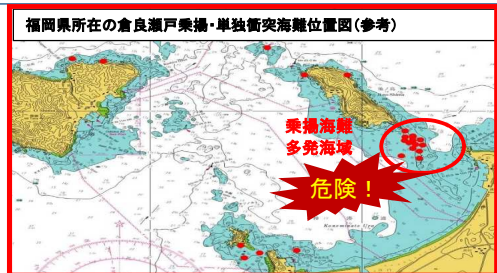 福岡県所在の倉良瀬戸乗揚・単独衝突海難位置図(参考)
乗揚海難
多発海域
危険！